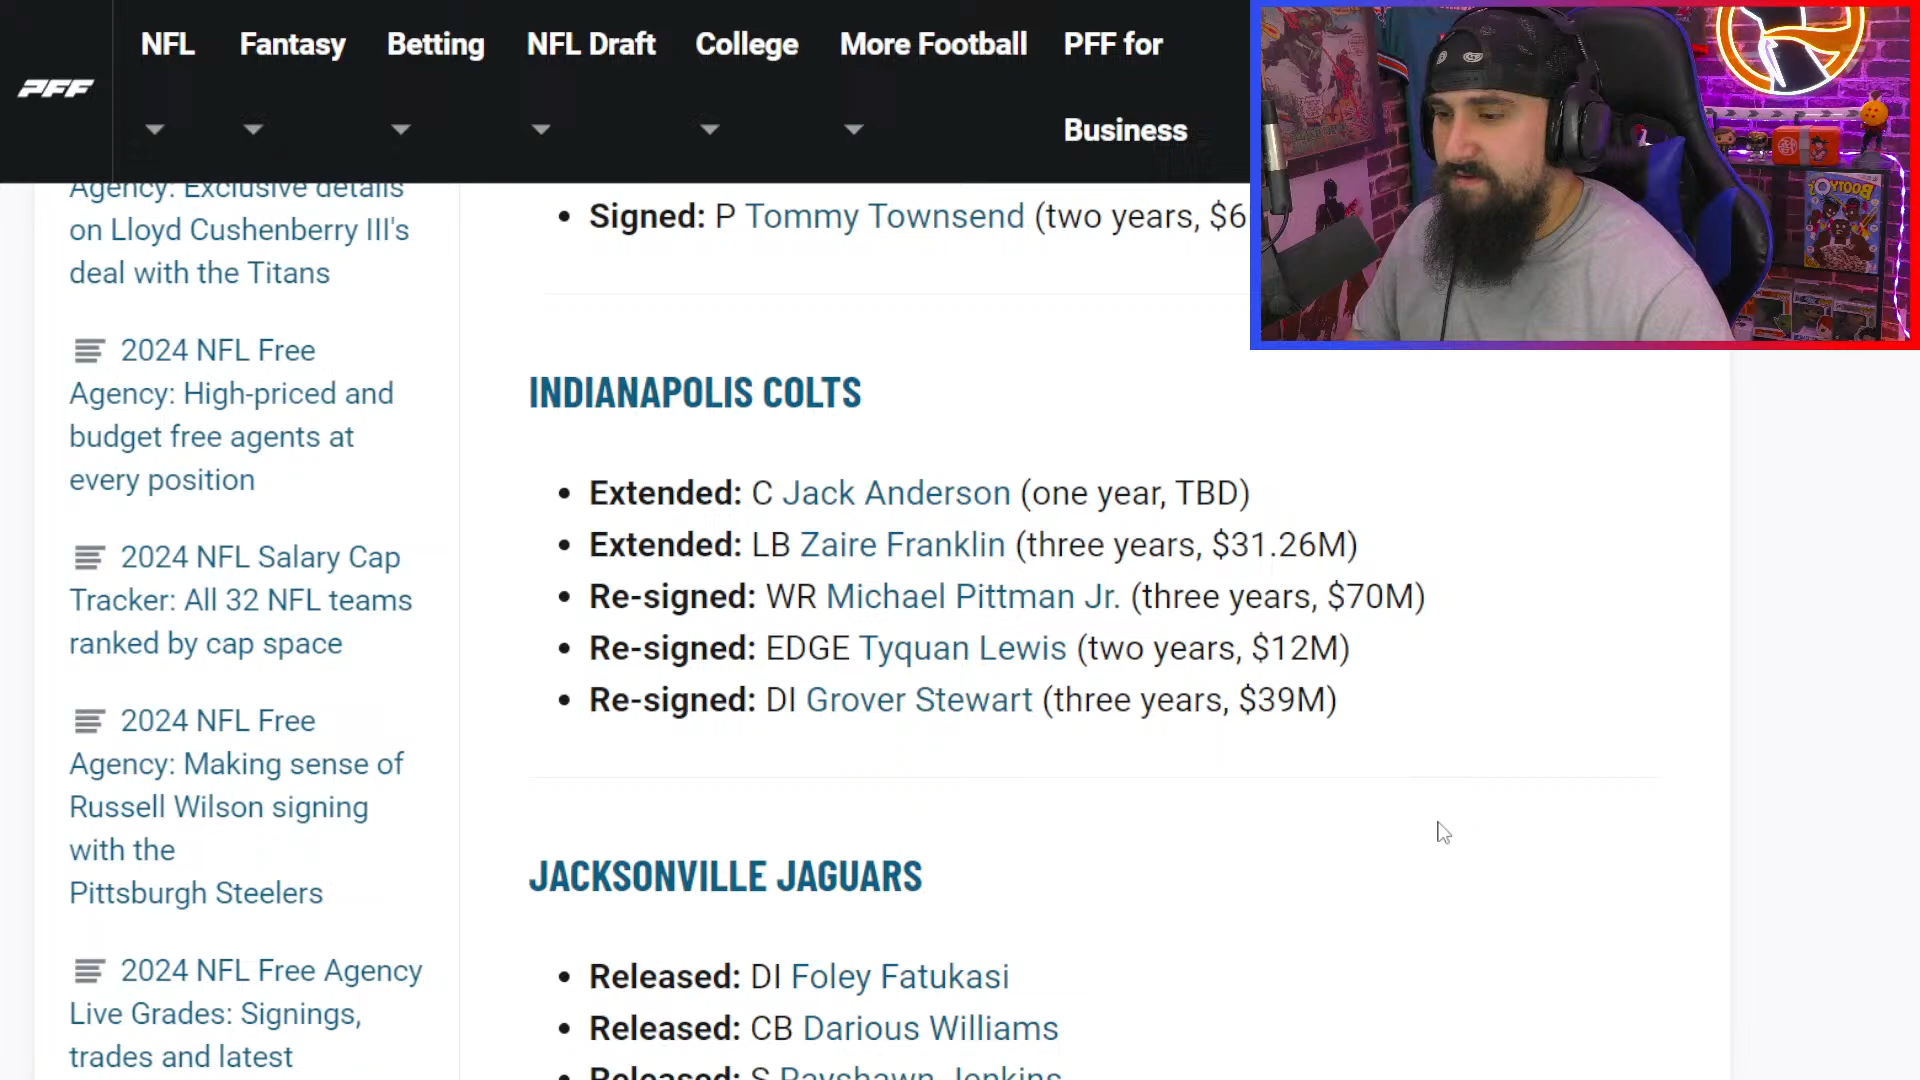 NFL
Fantasy
Betting
NFL Draft
College
More Football
PFF for
Business
PFF
Agency: Exclusive details
on Lloyd Cushenberry III's
deal with the Titans
2024 NFL Free
Agency: High-priced and
budget free agents at
every position
2024 NFL Salary Cap
Tracker: All 32 NFL teams
ranked by cap space
2024 NFL Free
Agency: Making sense of
Russell Wilson signing
with the
Pittsburgh Steelers
2024 NFL Free Agency
Live Grades: Signings,
trades and latest
• Signed: P Tommy Townsend (two years, $6
INDIANAPOLIS COLTS
• Extended: C Jack Anderson (one year, TBD)
• Extended: LB Zaire Franklin (three years, $31.26M)
• Re-signed: WR Michael Pittman Jr. (three years, $70M)
• Re-signed: EDGE Tyquan Lewis (two years, $12M)
• Re-signed: DI Grover Stewart (three years, $39M)
JACKSONVILLE JAGUARS
• Released: DI Foley Fatukasi
• Released: CB Darious Williams
• Released: S Rayshawn Jenkins